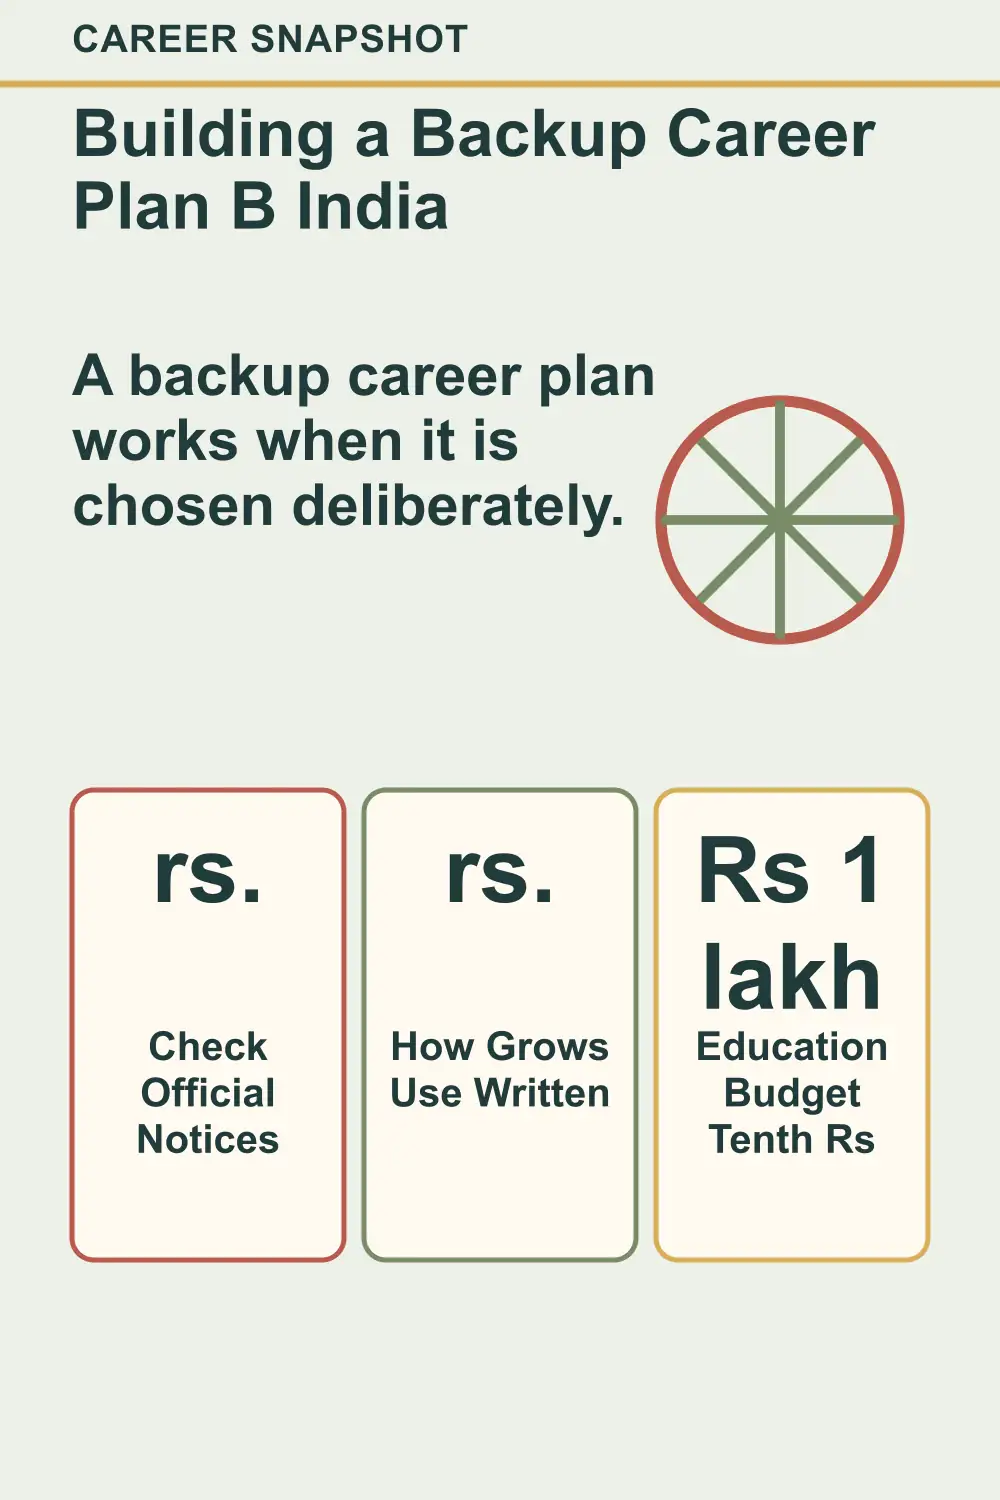 CAREER SNAPSHOT
Building a Backup Career
Plan B India
A backup career plan
works when it is
chosen deliberately.
rs.
Check
Official
Notices
rs.
How Grows
Use Written
Rs 1
lakh
Education
Budget
Tenth Rs